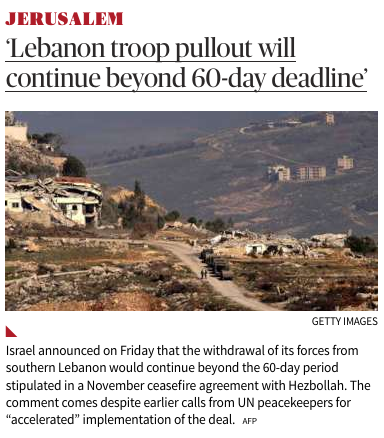 JERUSALEM
‘Lebanon troop pullout will
continue beyond 60-day deadline’
GETTY IMAGES
Israel announced on Friday that the withdrawal of its forces from
southern Lebanon would continue beyond the 60-day period
stipulated in a November ceasefire agreement with Hezbollah. The
comment comes despite earlier calls from UN peacekeepers for
“accelerated” implementation of the deal. AFP